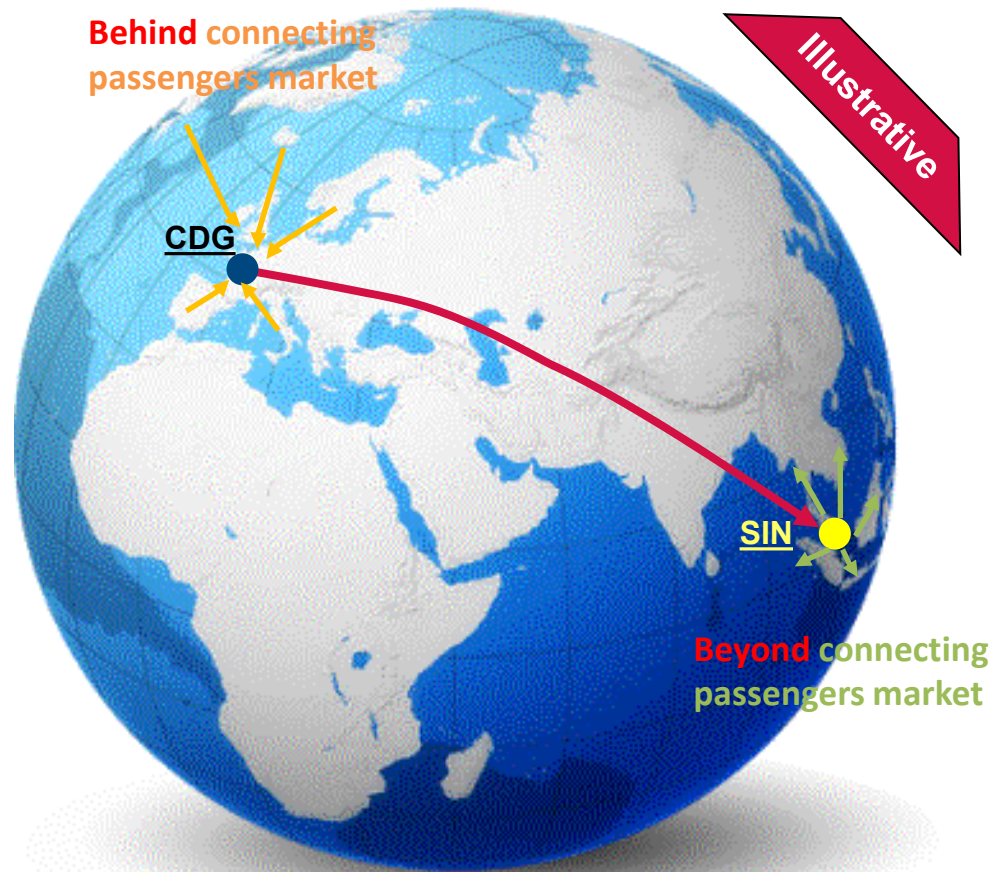 Behind connecting
passengers market
Illustrative
CDG
SIN
Beyond connecting
passengers market